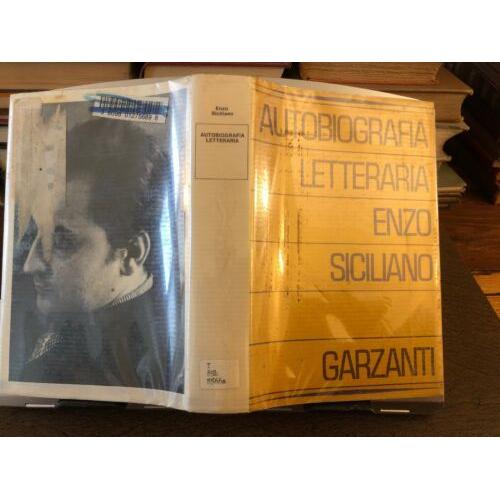 Enzo
Siciliano
AUTOBIOGRAFIA
LETTERARIA
AUTOBIOGRAFIA
LETTERARIA
ENZO
SICILIANO
GARZANTI